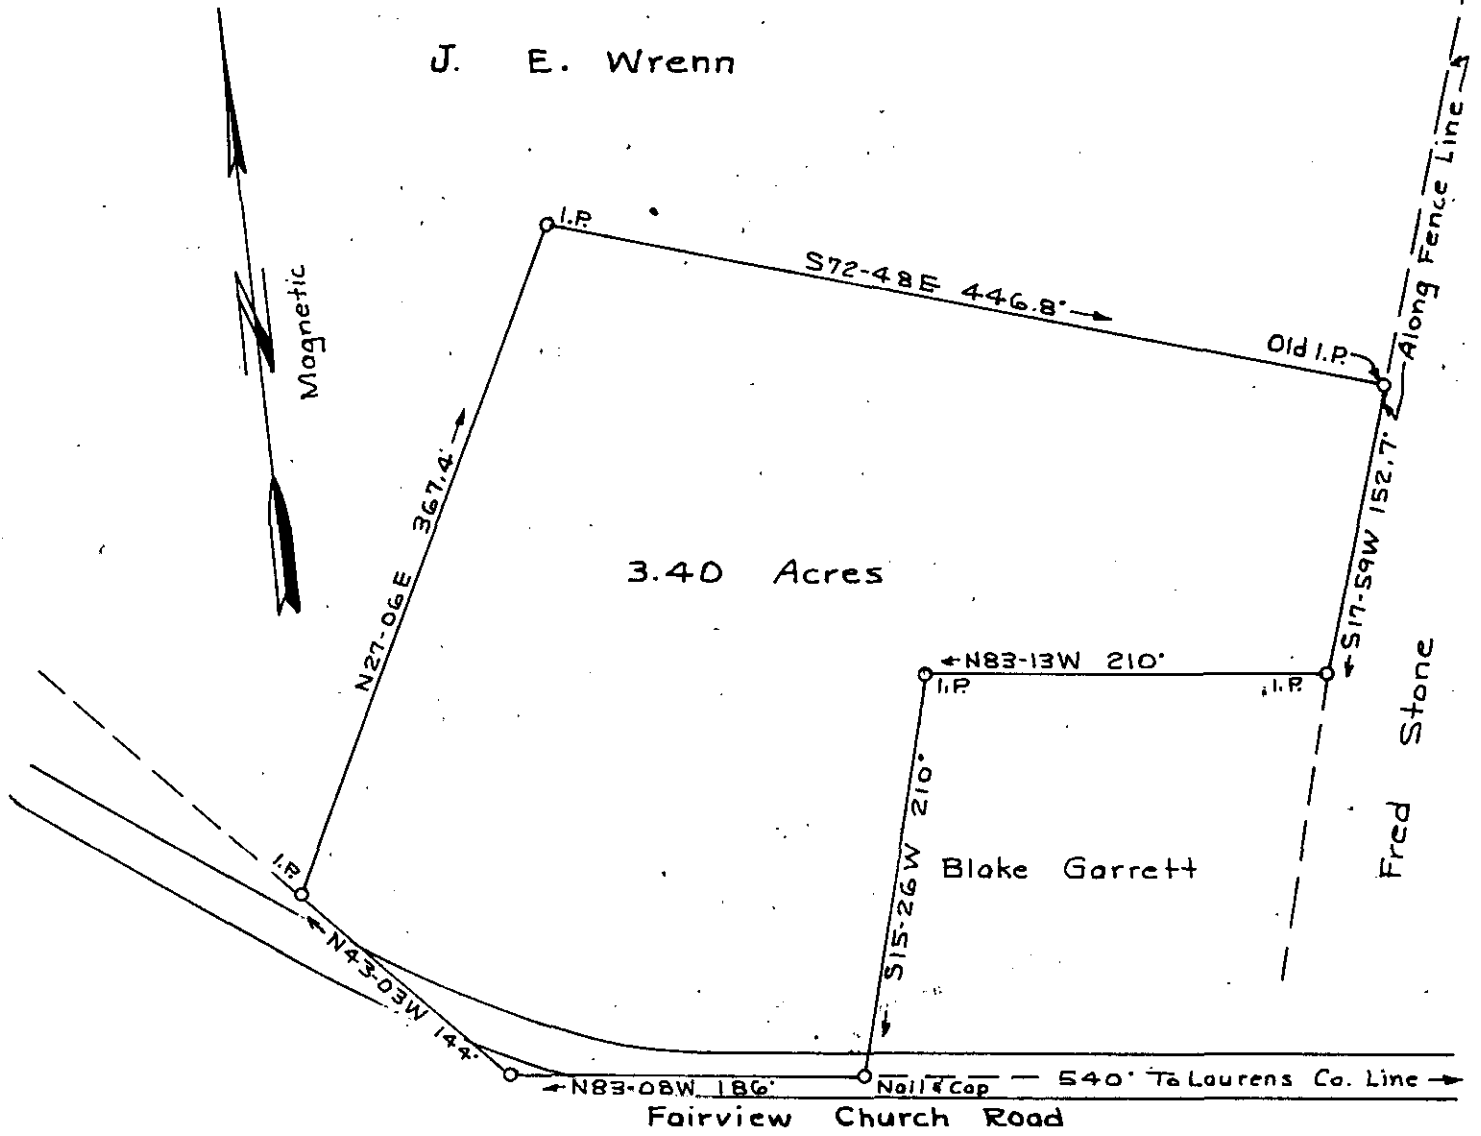 J. E. Wrenn
Along Fence Line
I.P.
S72-48E 446.8'
Magnetic
Old I.P.
N27-06E 367.4'
S17-59W 152.7'
3.40 Acres
N83-13W 210'
I.P.
I.P.
Fred Stone
S15-26W 210'
Blake Garrett
I.P.
N43-03W 144'
N83-08W 186'
Nail & Cap
540' To Laurens Co. Line
Fairview Church Road